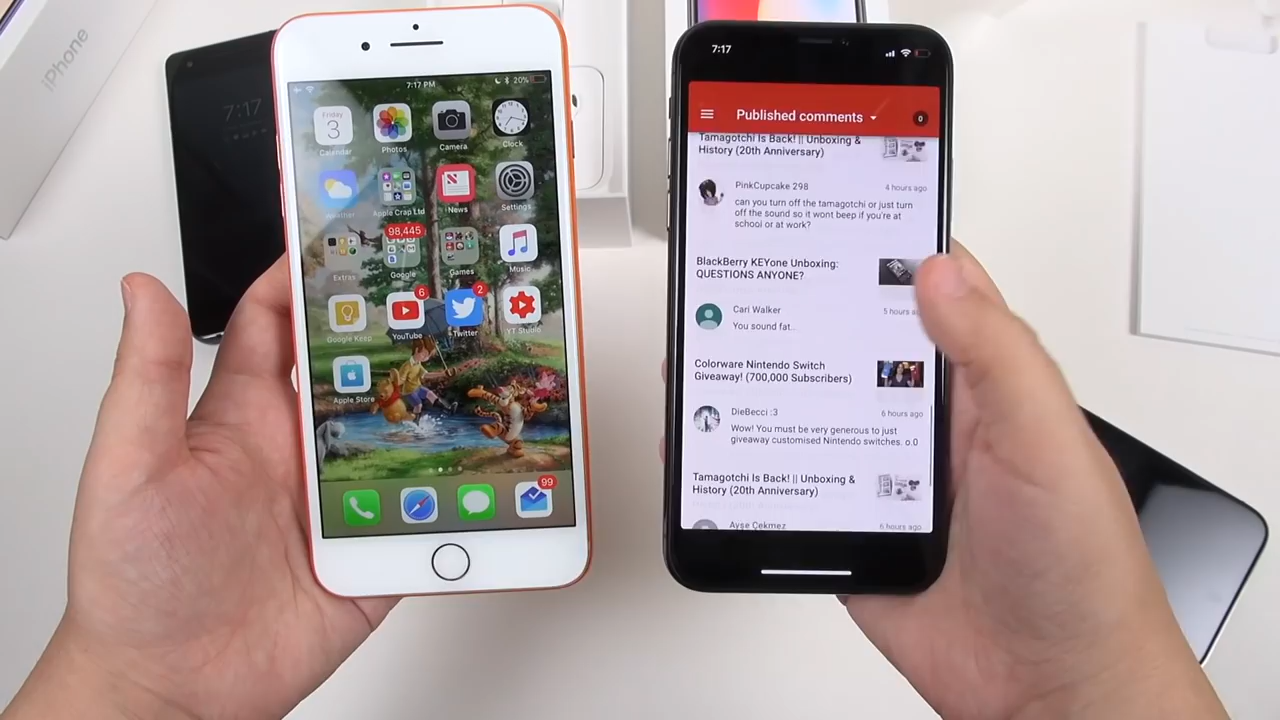 iPhone
7:17
7:17 PM
20%
Friday
3
Calendar
Photos
Camera
Clock
Weather
Apple Crap Ltd
News
Settings
98,445
Extras
Google
Games
Music
6
2
Google Keep
YouTube
Twitter
YT Studio
Apple Store
99
7:17
Published comments
0
Tamagotchi Is Back! || Unboxing &
History (20th Anniversary)
PinkCupcake 298
4 hours ago
can you turn off the tamagotchi or just turn
off the sound so it wont beep if you're at
school or at work?
BlackBerry KEYone Unboxing:
QUESTIONS ANYONE?
Cari Walker
5 hours
You sound fat..
Colorware Nintendo Switch
Giveaway! (700,000 Subscribers)
DieBecci :3
6 hours ago
Wow! You must be very generous to just
giveaway customised Nintendo switches. o.0
Tamagotchi Is Back! || Unboxing &
History (20th Anniversary)
Ayşe Çekmez
6 hours ago